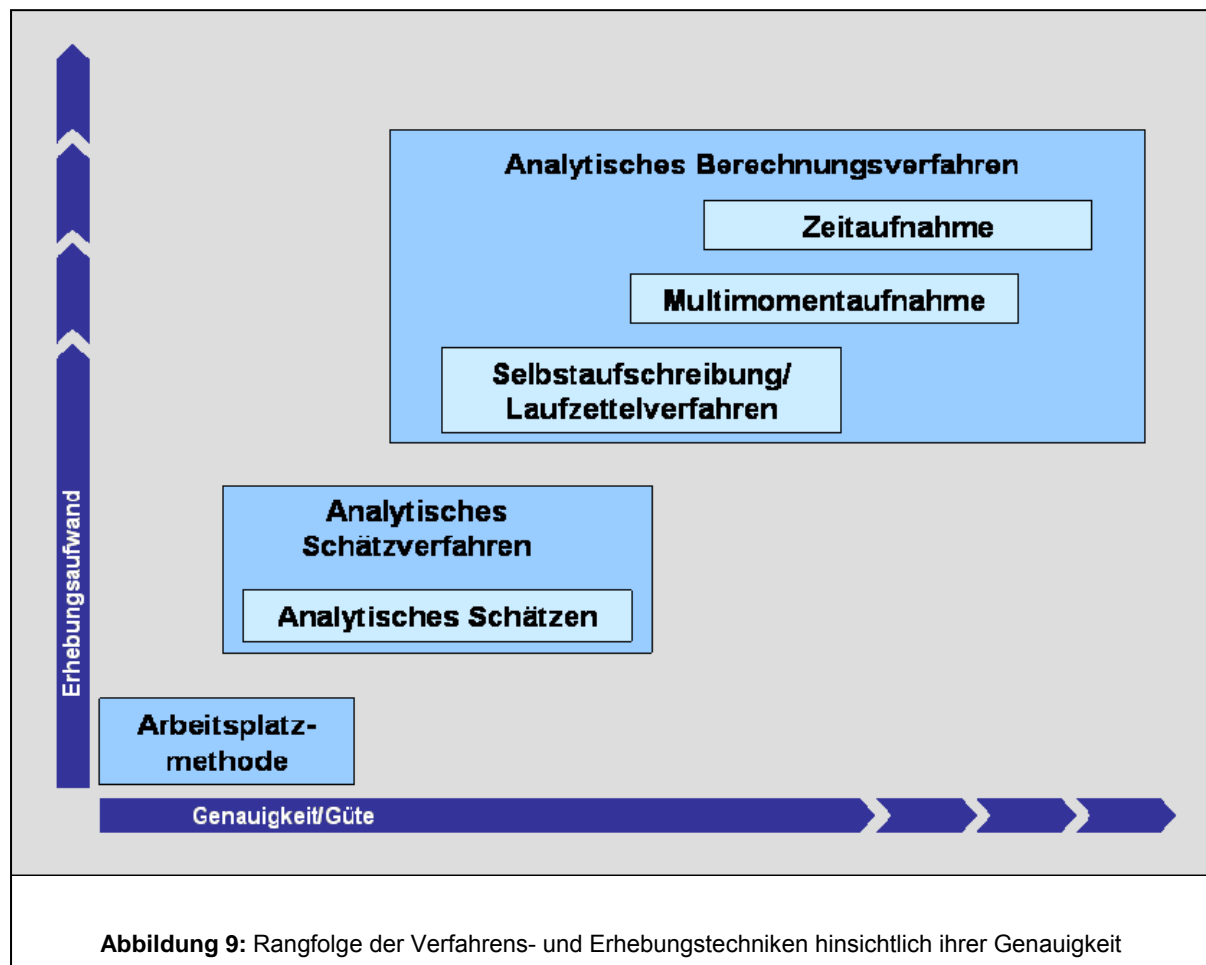 Analytisches Berechnungsverfahren
Zeitaufnahme
Multimomentaufnahme
Selbstaufschreibung/
Laufzettelverfahren
Analytisches
Schätzverfahren
Analytisches Schätzen
Erhebungsaufwand
Arbeitsplatz-
methode
Genauigkeit/Güte
Abbildung 9: Rangfolge der Verfahrens- und Erhebungstechniken hinsichtlich ihrer Genauigkeit